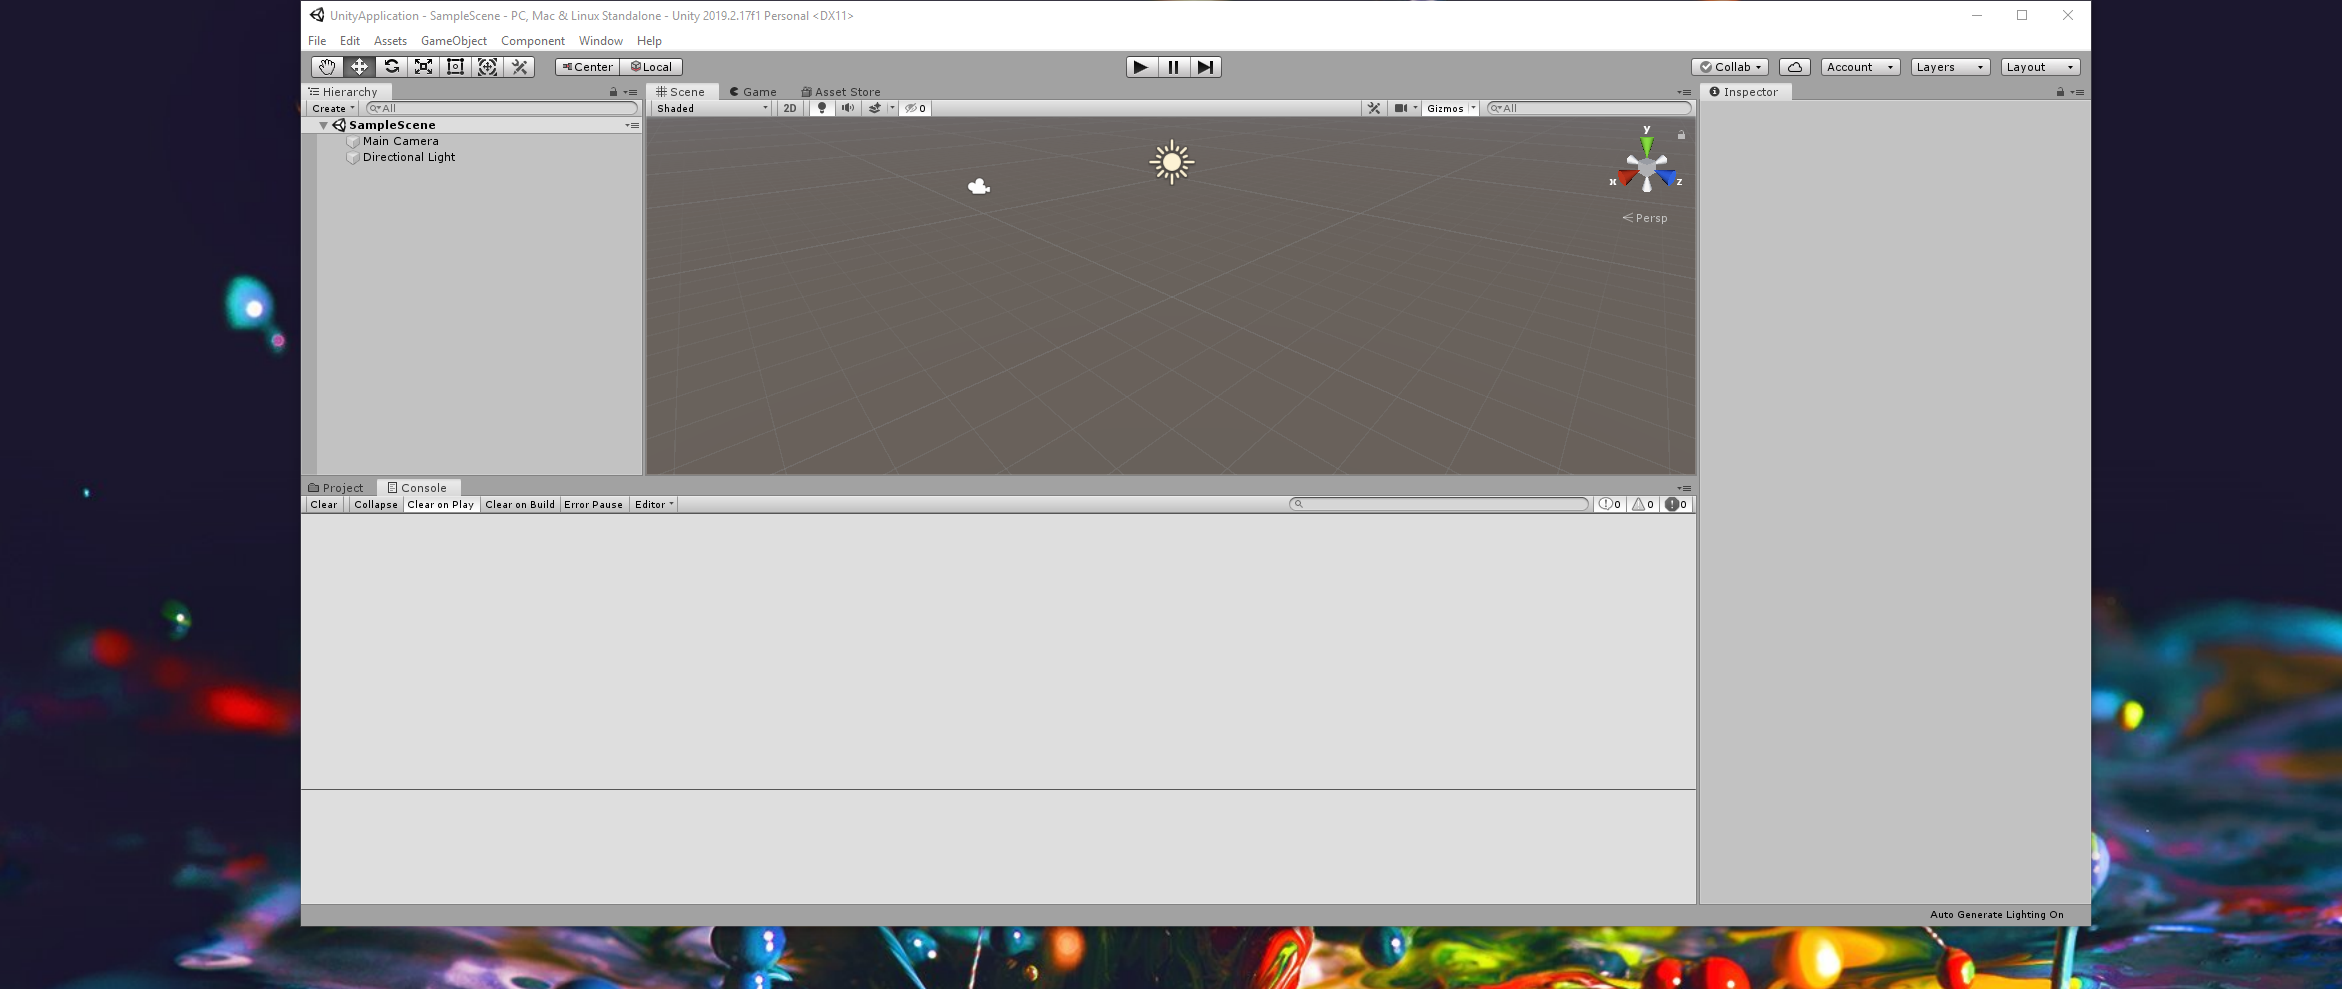 UnityApplication - SampleScene - PC, Mac & Linux Standalone - Unity 2019.2.17f1 Personal <DX11>
File Edit Assets GameObject Component Window Help
Center Local Collab Account Layers Layout
Hierarchy Scene Game Asset Store Inspector
Create All Shaded 2D 0 Gizmos All
SampleScene
Main Camera
Directional Light
y
x z
Persp
Project Console
Clear Collapse Clear on Play Clear on Build Error Pause Editor 0 0 0
Auto Generate Lighting On